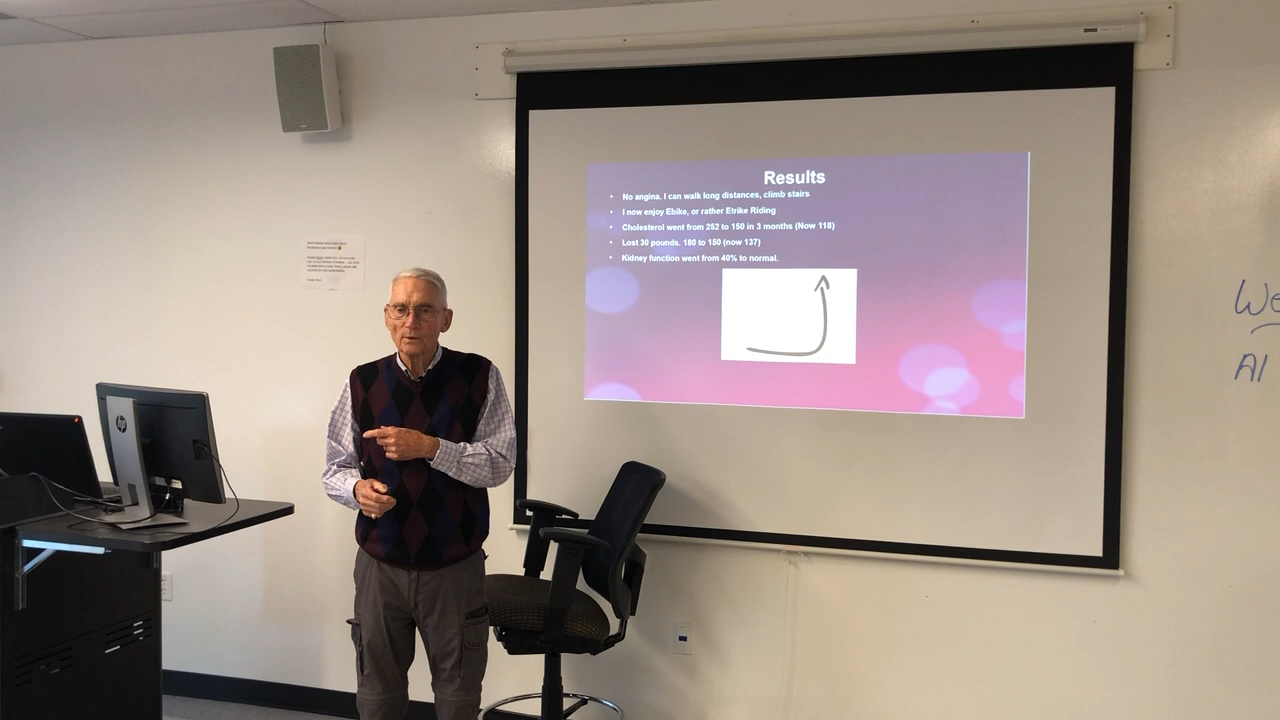 Results
• No angina. I can walk long distances, climb stairs
• I now enjoy Ebike, or rather Etrike Riding
• Cholesterol went from 252 to 150 in 3 months (Now 118)
• Lost 30 pounds. 180 to 150 (now 137)
• Kidney function went from 40% to normal.
We
AI
hp